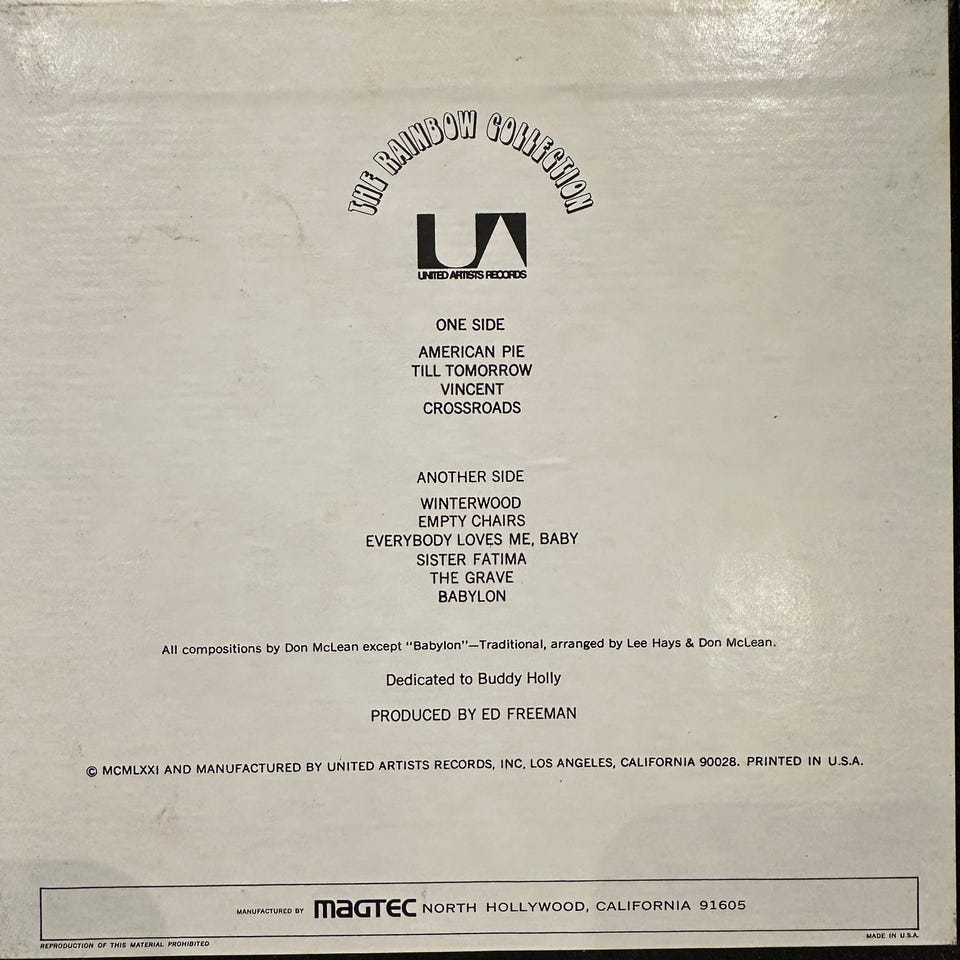 THE RAINBOW COLLECTION
UA
UNITED ARTISTS RECORDS
ONE SIDE
AMERICAN PIE
TILL TOMORROW
VINCENT
CROSSROADS
ANOTHER SIDE
WINTERWOOD
EMPTY CHAIRS
EVERYBODY LOVES ME, BABY
SISTER FATIMA
THE GRAVE
BABYLON
All compositions by Don McLean except "Babylon"—Traditional, arranged by Lee Hays & Don McLean.
Dedicated to Buddy Holly
PRODUCED BY ED FREEMAN
© MCMLXXI AND MANUFACTURED BY UNITED ARTISTS RECORDS, INC. LOS ANGELES, CALIFORNIA 90028. PRINTED IN U.S.A.
MANUFACTURED BY MAGTEC NORTH HOLLYWOOD, CALIFORNIA 91605
REPRODUCTION OF THIS MATERIAL PROHIBITED MADE IN U.S.A.